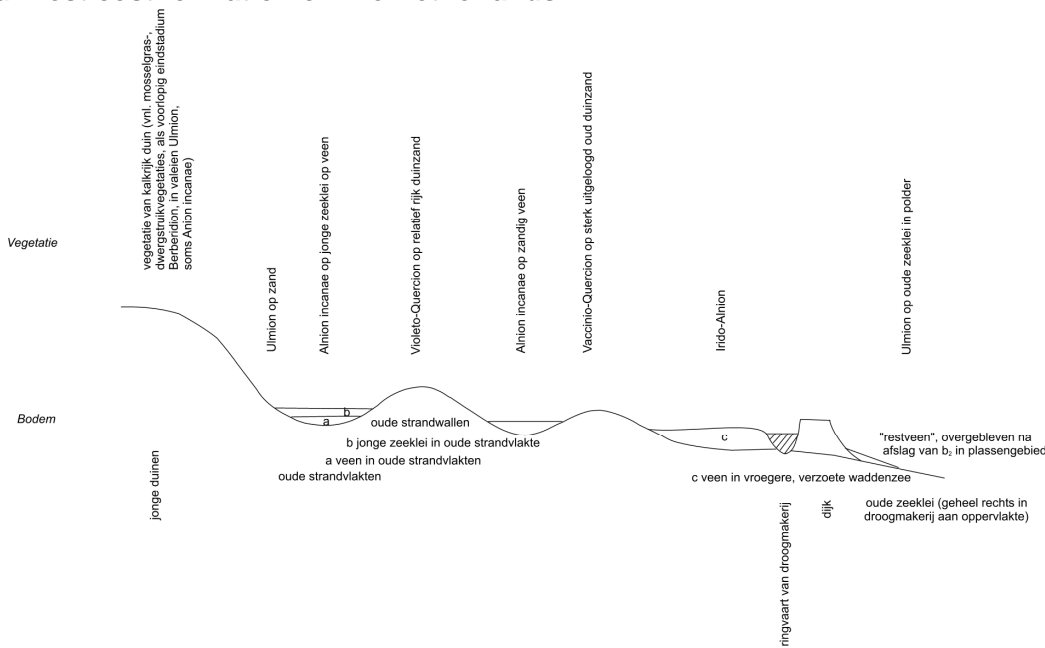 vegetatie van kalkrijk duin (vnl. mosselgras-,
dwergstruikvegetaties, als voorlopig eindstadium
Berberidion, in valeien Ulmion,
soms Anion incanae)
Vegetatie
Ulmion op zand
Alnion incanae op jonge zeeklei op veen
Violeto-Quercion op relatief rijk duinzand
Alnion incanae op zandig veen
Vaccinio-Quercion op sterk uitgeloogd oud duinzand
Irido-Alnion
Ulmion op oude zeeklei in polder
Bodem
b
a
oude strandwallen
b jonge zeeklei in oude strandvlakte
a veen in oude strandvlakten
oude strandvlakten
jonge duinen
c
"restveen", overgebleven na
afslag van b₂ in plassengebied
c veen in vroegere, verzoete waddenzee
oude zeeklei (geheel rechts in
droogmakerij aan oppervlakte)
dijk
ringvaart van droogmakerij